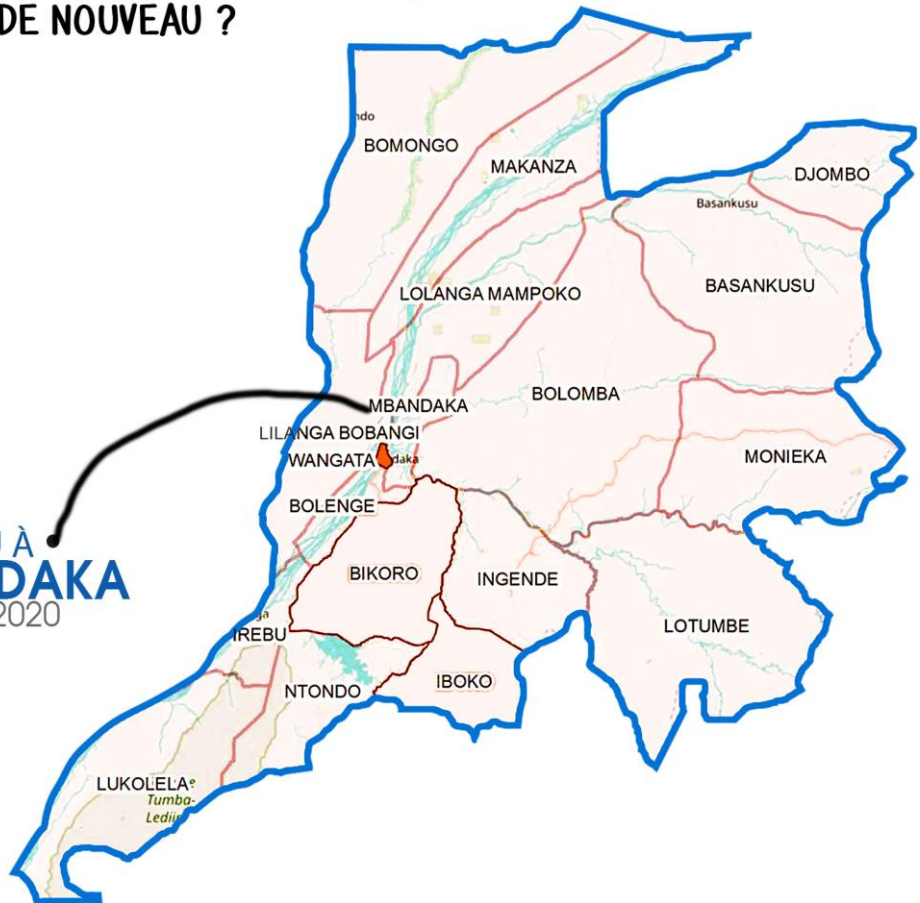 DE NOUVEAU ?
BOMONGO
MAKANZA
DJOMBO
Basankusu
BASANKUSU
LOLANGA MAMPOKO
BOLOMBA
MBANDAKA
LILANGA BOBANGI
WANGATA
daka
MONIEKA
BOLENGE
À
DAKA
2020
BIKORO
INGENDE
IREBU
LOTUMBE
NTONDO
IBOKO
LUKOLELA
Tumba-